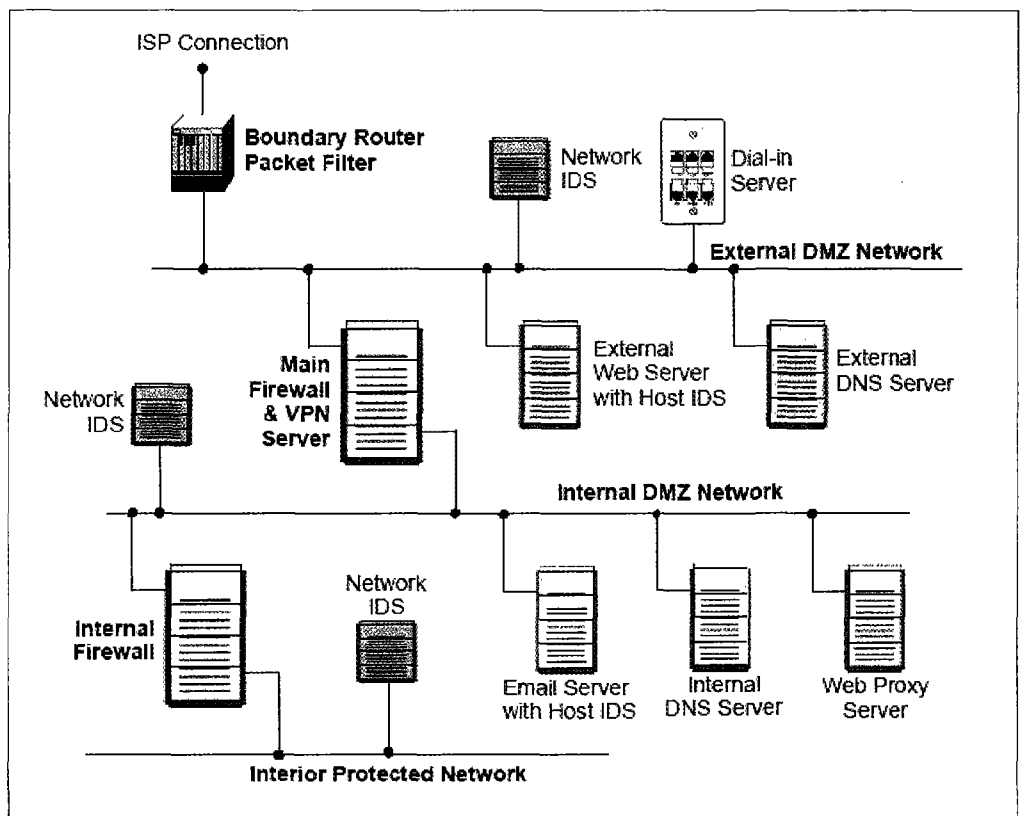 ISP Connection
Boundary Router
Packet Filter
Network
IDS
Dial-in
Server
External DMZ Network
Main
Firewall
& VPN
Server
External
Web Server
with Host IDS
External
DNS Server
Network
IDS
Internal DMZ Network
Internal
Firewall
Network
IDS
Email Server
with Host IDS
Internal
DNS Server
Web Proxy
Server
Interior Protected Network